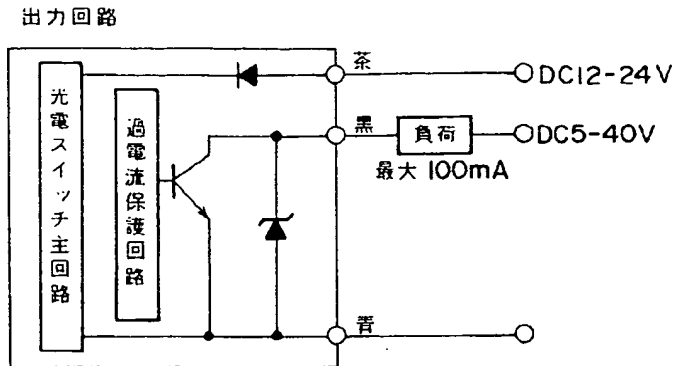 出力回路
茶
DC12-24V
光電スイッチ主回路
過電流保護回路
黒
負荷
DC5-40V
最大 100mA
青